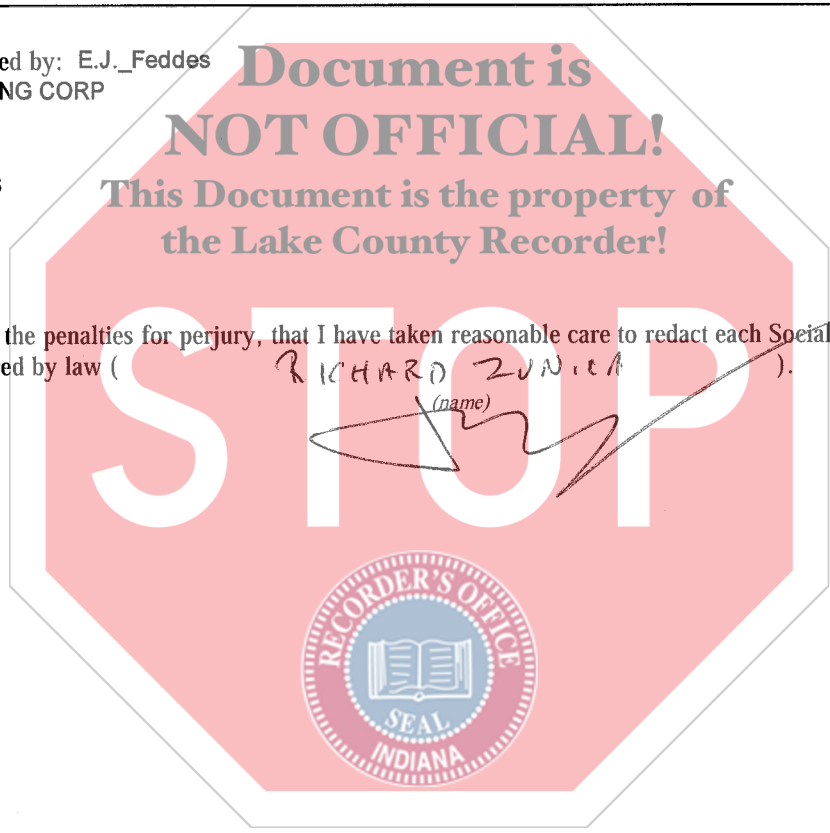 ed by: E.J._Feddes
NG CORP
Document is
NOT OFFICIAL!
This Document is the property of
the Lake County Recorder!
S
the penalties for perjury, that I have taken reasonable care to redact each Social
ed by law ( RICHARD ).
(name)
STOP
RECORDER'S OFFICE
SEAL
INDIANA